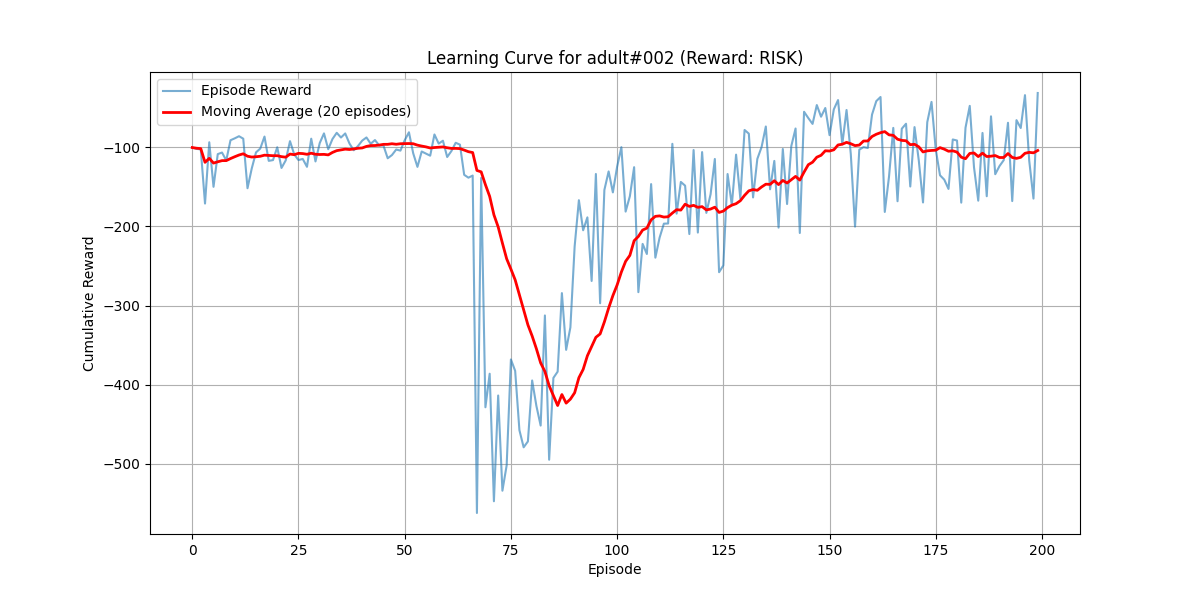 Learning Curve for adult#002 (Reward: RISK)
Episode Reward
Moving Average (20 episodes)
Cumulative Reward
−100
−200
−300
−400
−500
0 25 50 75 100 125 150 175 200
Episode